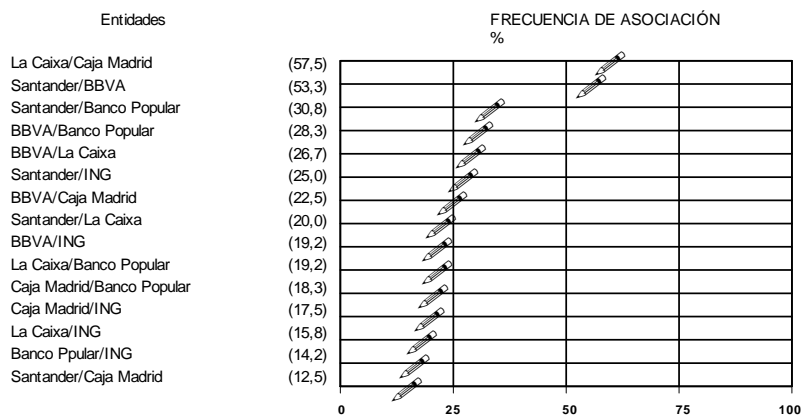 Entidades FRECUENCIA DE ASOCIACIÓN
%
La Caixa/Caja Madrid (57,5)
Santander/BBVA (53,3)
Santander/Banco Popular (30,8)
BBVA/Banco Popular (28,3)
BBVA/La Caixa (26,7)
Santander/ING (25,0)
BBVA/Caja Madrid (22,5)
Santander/La Caixa (20,0)
BBVA/ING (19,2)
La Caixa/Banco Popular (19,2)
Caja Madrid/Banco Popular (18,3)
Caja Madrid/ING (17,5)
La Caixa/ING (15,8)
Banco Ppular/ING (14,2)
Santander/Caja Madrid (12,5)
0 25 50 75 100